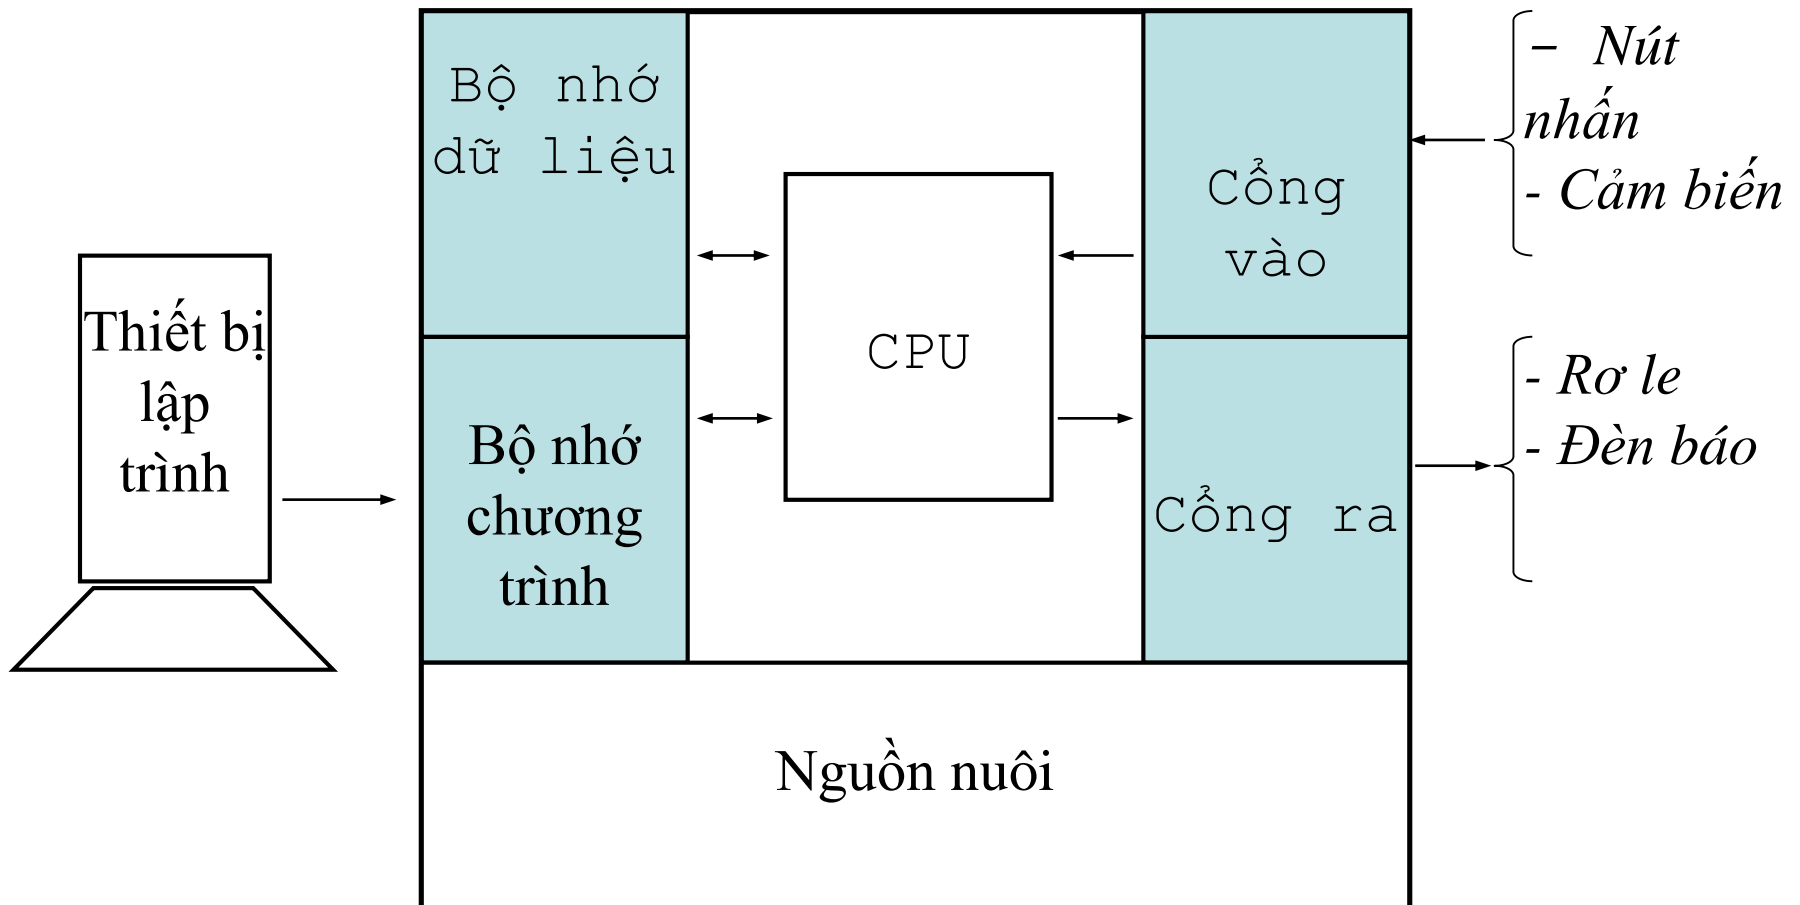 Bộ nhớ
dữ liệu
Thiết bị
lập
trình
Bộ nhớ
chương
trình
CPU
Cổng
vào
Cổng ra
– Nút
nhấn
- Cảm biến
- Rơ le
- Đèn báo
Nguồn nuôi